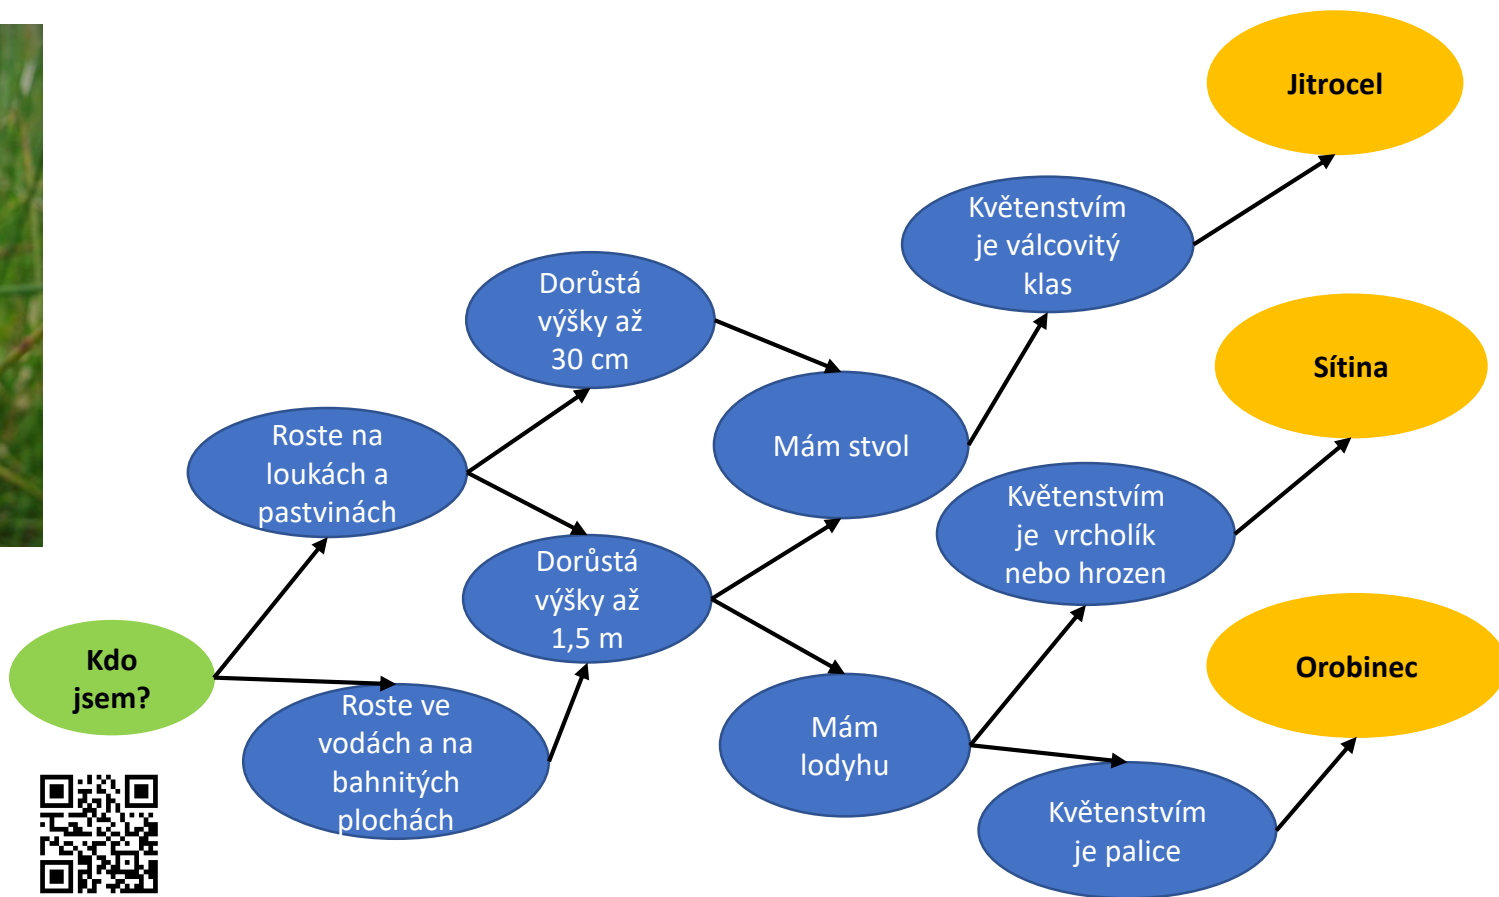 Kdo
jsem?
Roste na
loukách a
pastvinách
Roste ve
vodách a na
bahnitých
plochách
Dorůstá
výšky až
30 cm
Dorůstá
výšky až
1,5 m
Mám stvol
Mám
lodyhu
Květenstvím
je válcovitý
klas
Květenstvím
je  vrcholík
nebo hrozen
Květenstvím
je palice
Jitrocel
Sítina
Orobinec